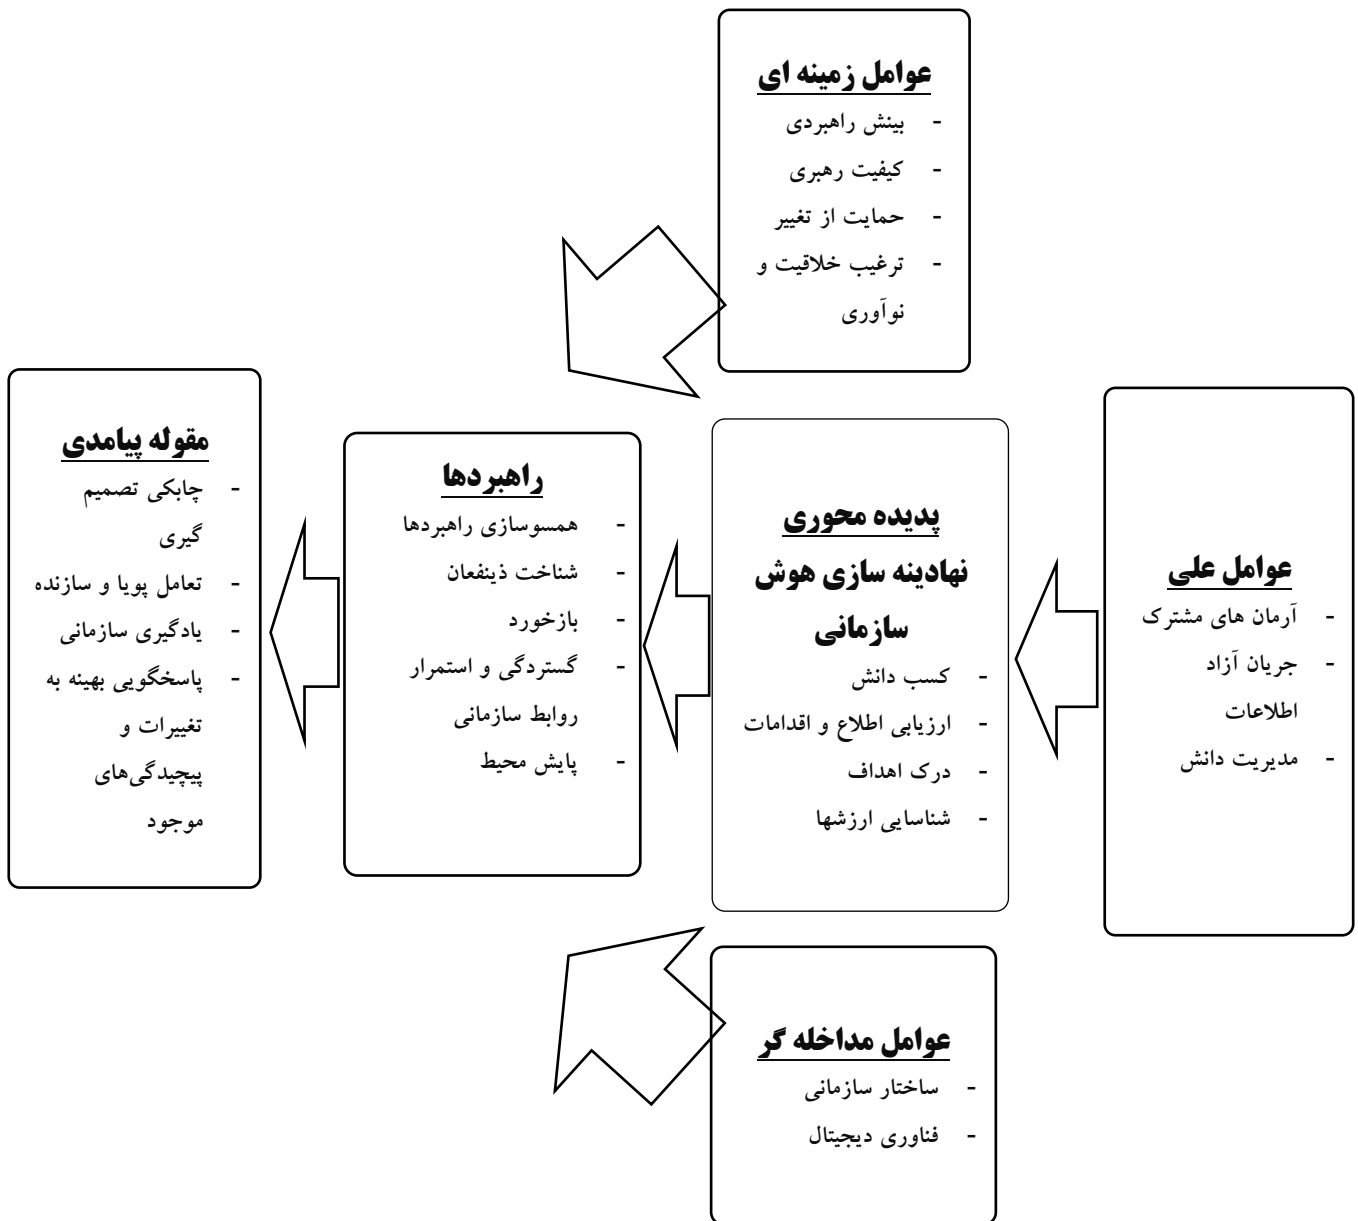 عوامل زمینه ای
- بینش راهبردی
- کیفیت رهبری
- حمایت از تغییر
- ترغیب خلاقیت و
نوآوری
عوامل علی
- آرمان های مشترک
- جریان آزاد
اطلاعات
- مدیریت دانش
پدیده محوری
نهادینه سازی هوش
سازمانی
- کسب دانش
- ارزیابی اطلاع و اقدامات
- درک اهداف
- شناسایی ارزشها
راهبردها
- همسوسازی راهبردها
- شناخت ذینفعان
- بازخورد
- گستردگی و استمرار
روابط سازمانی
- پایش محیط
مقوله پیامدی
- چابکی تصمیم
گیری
- تعامل پویا و سازنده
- یادگیری سازمانی
- پاسخگویی بهینه به
تغییرات و
پیچیدگی‌های
موجود
عوامل مداخله گر
- ساختار سازمانی
- فناوری دیجیتال